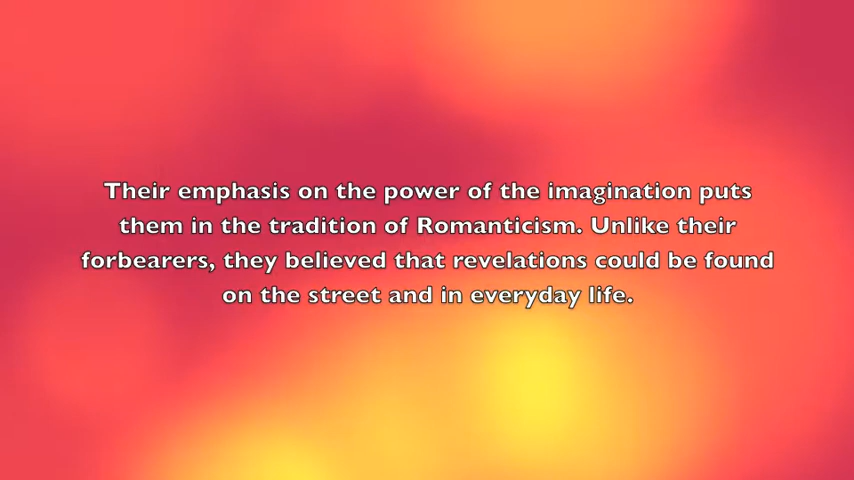 Their emphasis on the power of the imagination puts
them in the tradition of Romanticism. Unlike their
forbearers, they believed that revelations could be found
on the street and in everyday life.